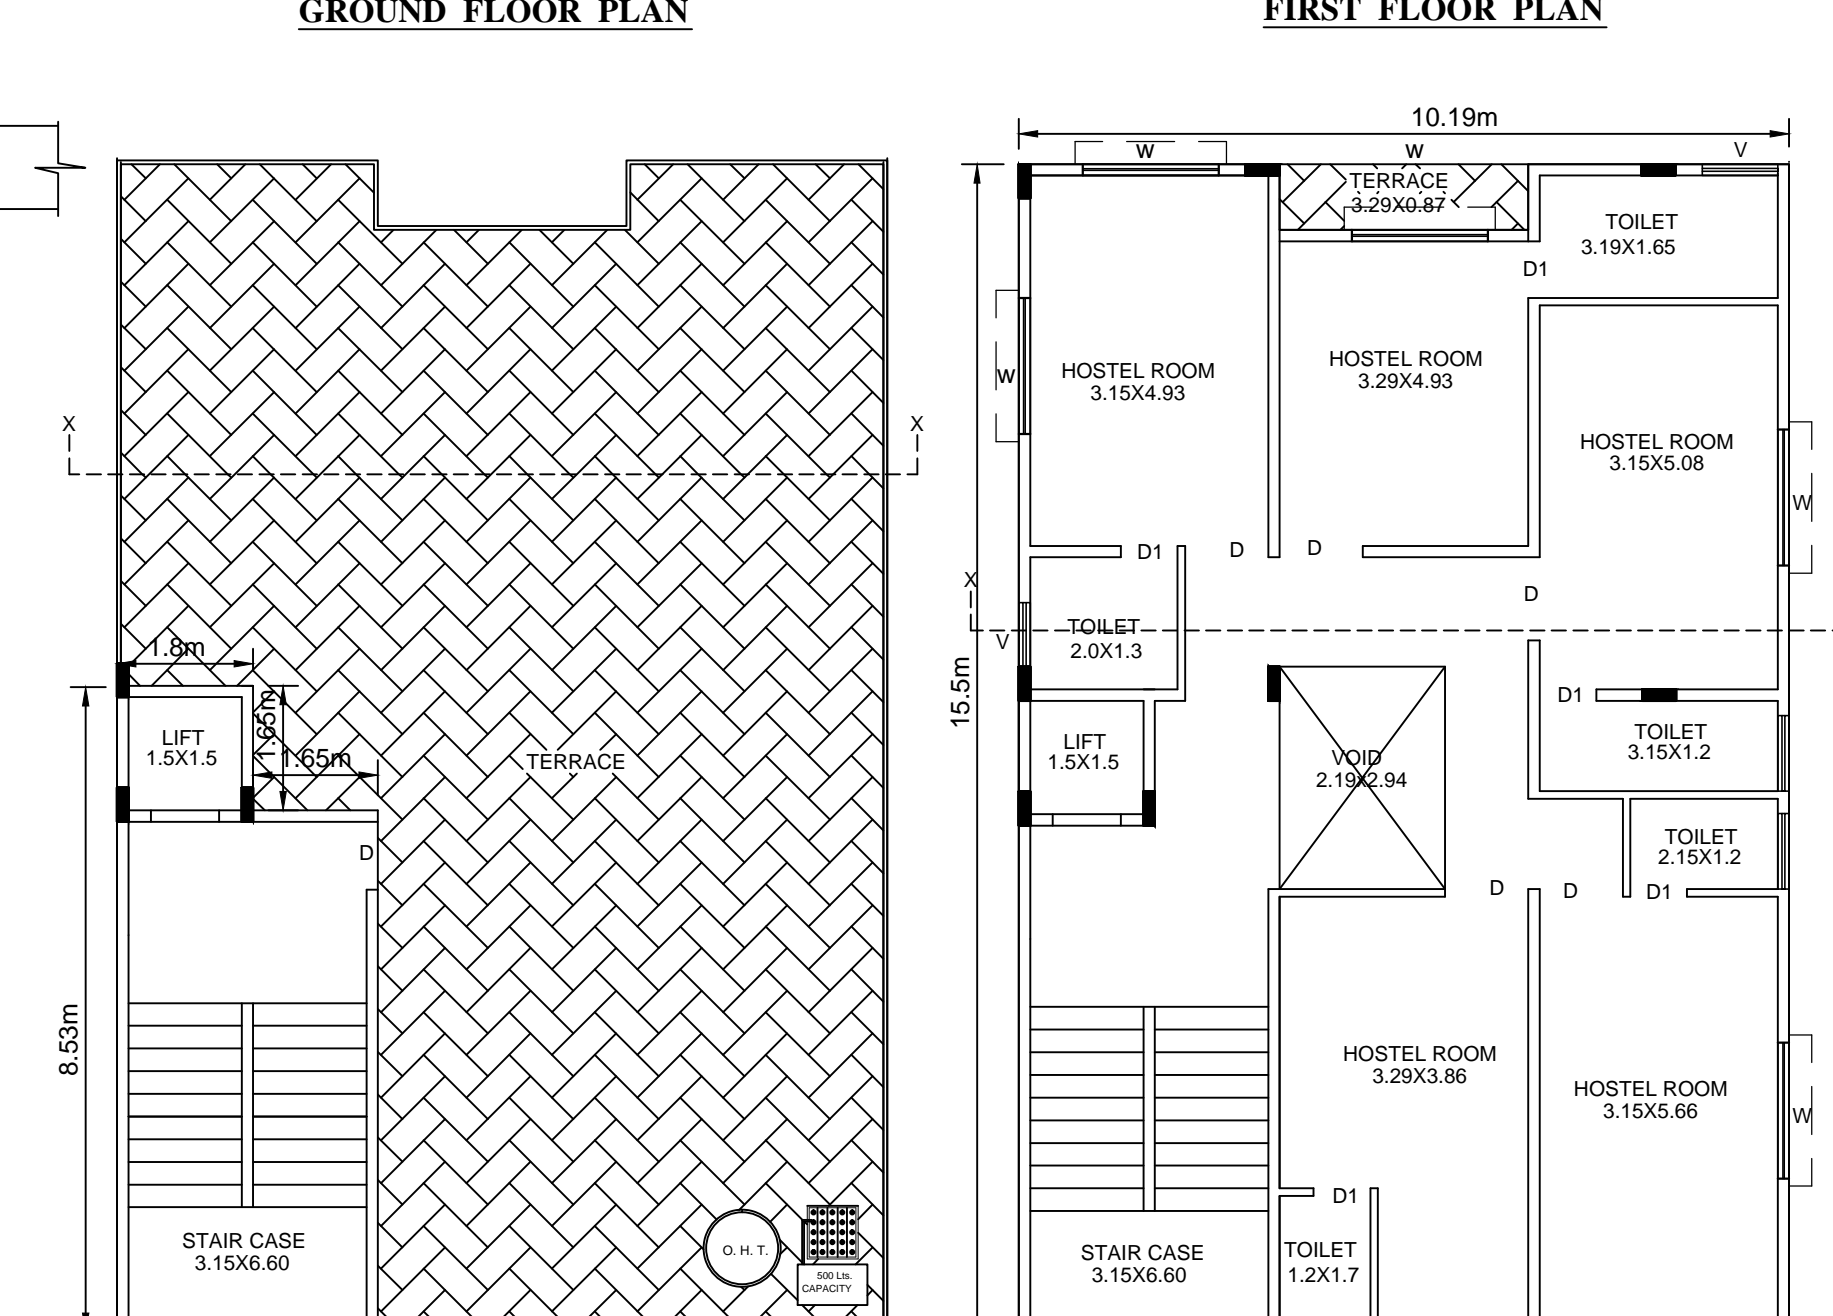 GROUND FLOOR PLAN
FIRST FLOOR PLAN
X
X
1.8m
1.65m
1.65m
LIFT
1.5X1.5
TERRACE
D
8.53m
STAIR CASE
3.15X6.60
O. H. T.
500 Lts.
CAPACITY
10.19m
W
W
V
TERRACE
3.29X0.87
TOILET
3.19X1.65
D1
HOSTEL ROOM
3.15X4.93
W
HOSTEL ROOM
3.29X4.93
HOSTEL ROOM
3.15X5.08
W
D1
D
D
D
X
V
TOILET
2.0X1.3
15.5m
D1
LIFT
1.5X1.5
VOID
2.19x2.94
TOILET
3.15X1.2
TOILET
2.15X1.2
D
D
D1
HOSTEL ROOM
3.29X3.86
HOSTEL ROOM
3.15X5.66
W
D1
STAIR CASE
3.15X6.60
TOILET
1.2X1.7